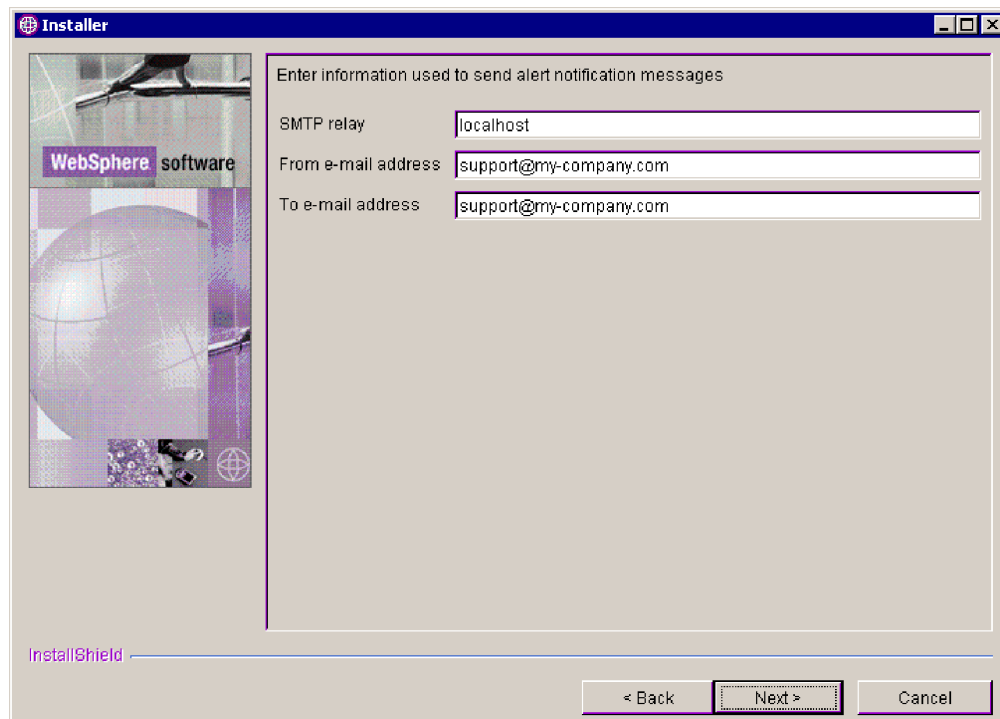 Installer
WebSphere software
Enter information used to send alert notification messages
SMTP relay localhost
From e-mail address support@my-company.com
To e-mail address support@my-company.com
InstallShield
< Back Next > Cancel